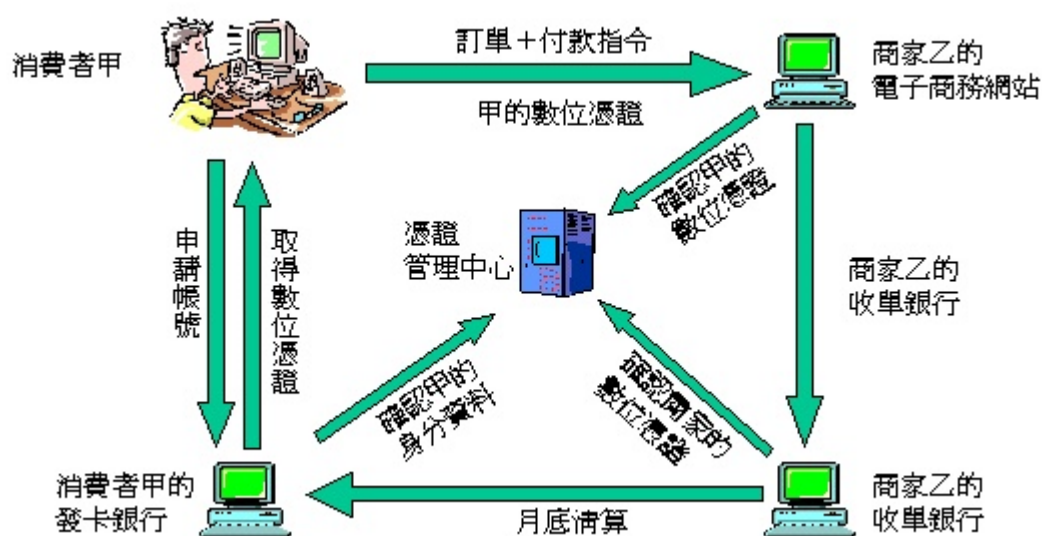 消費者甲
訂單＋付款指令
甲的數位憑證
商家乙的
電子商務網站
確認甲的
數位憑證
憑證
管理中心
申請帳號
取得數位憑證
商家乙的
收單銀行
確認甲的
身分資料
確認商家的
數位憑證
消費者甲的
發卡銀行
月底清算
商家乙的
收單銀行